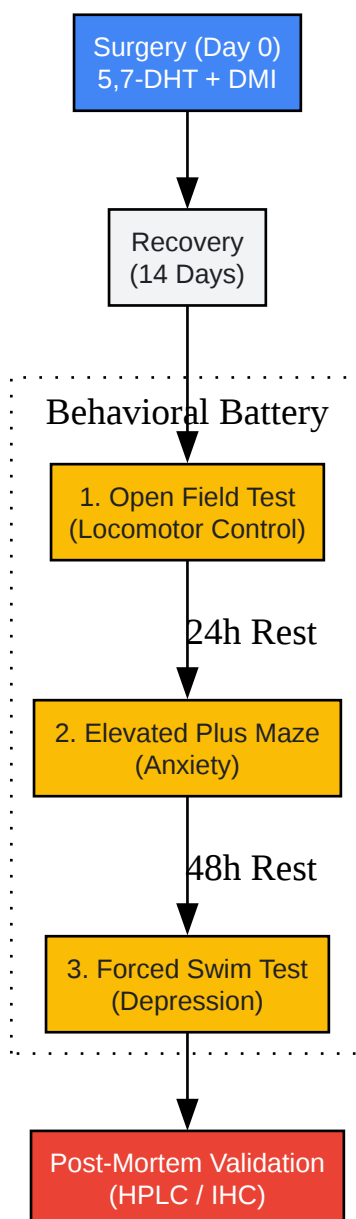 Surgery (Day 0)
5,7-DHT + DMI
Recovery
(14 Days)
Behavioral Battery
1. Open Field Test
(Locomotor Control)
24h Rest
2. Elevated Plus Maze
(Anxiety)
48h Rest
3. Forced Swim Test
(Depression)
Post-Mortem Validation
(HPLC / IHC)